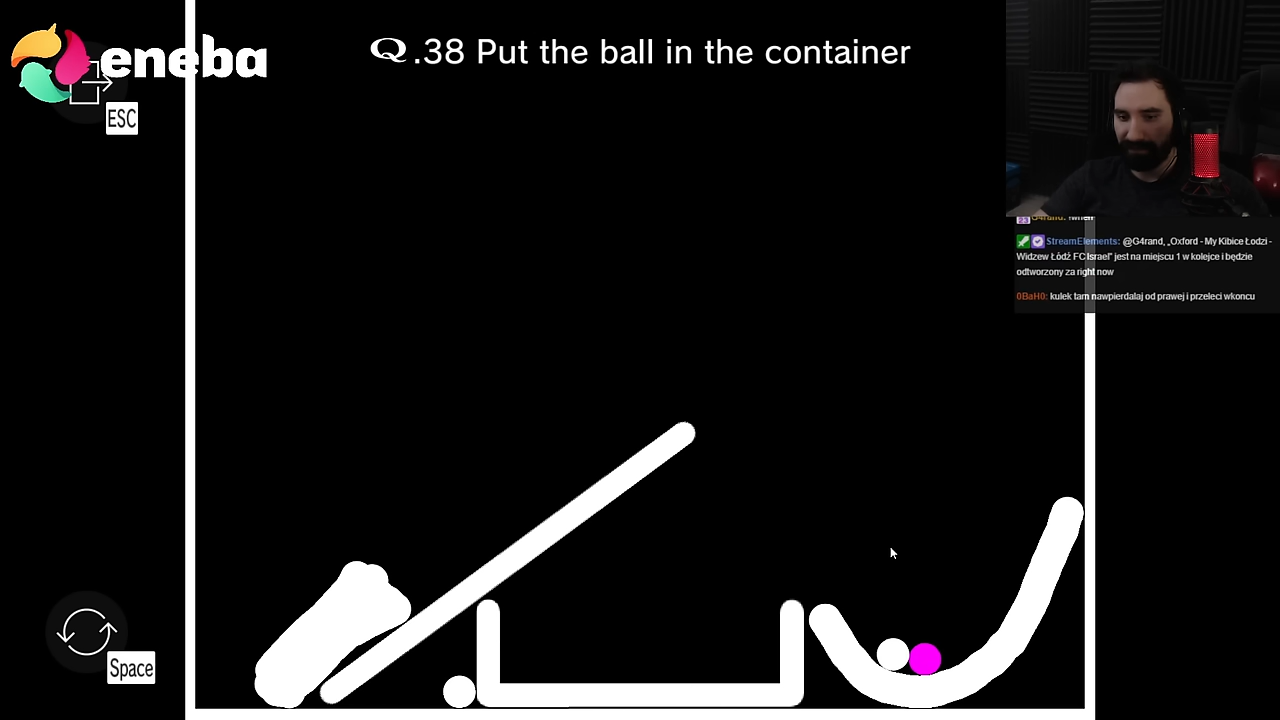 eneba
Q.38 Put the ball in the container
ESC
G4rand: !when
StreamElements: @G4rand, „Oxford - My Kibice Łodzi -
Widzew Łódź FC Israel" jest na miejscu 1 w kolejce i będzie
odtworzony za right now
0BaH0: kulek tam nawpierdalaj od prawej i przeleci wkoncu
Space